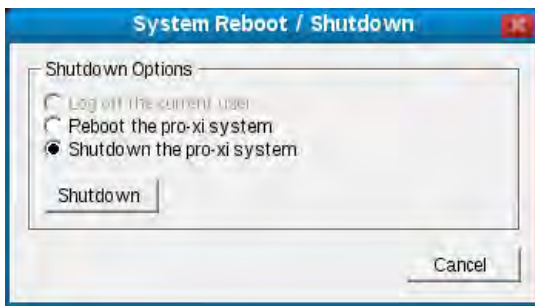 System Reboot / Shutdown
Shutdown Options
Log off the current user
Reboot the pro-xi system
Shutdown the pro-xi system
Shutdown
Cancel